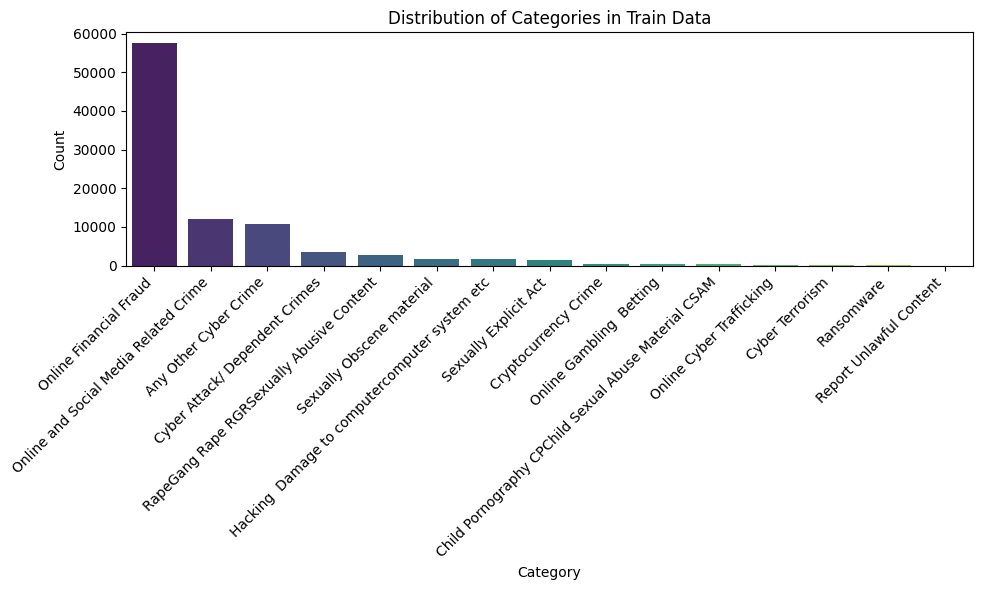 Distribution of Categories in Train Data
Count
60000
50000
40000
30000
20000
10000
0
Online Financial Fraud
Online and Social Media Related Crime
Any Other Cyber Crime
Cyber Attack/ Dependent Crimes
RapeGang Rape RGRSexually Abusive Content
Sexually Obscene material
Hacking  Damage to computercomputer system etc
Sexually Explicit Act
Cryptocurrency Crime
Online Gambling  Betting
Child Pornography CPChild Sexual Abuse Material CSAM
Online Cyber Trafficking
Cyber Terrorism
Ransomware
Report Unlawful Content
Category